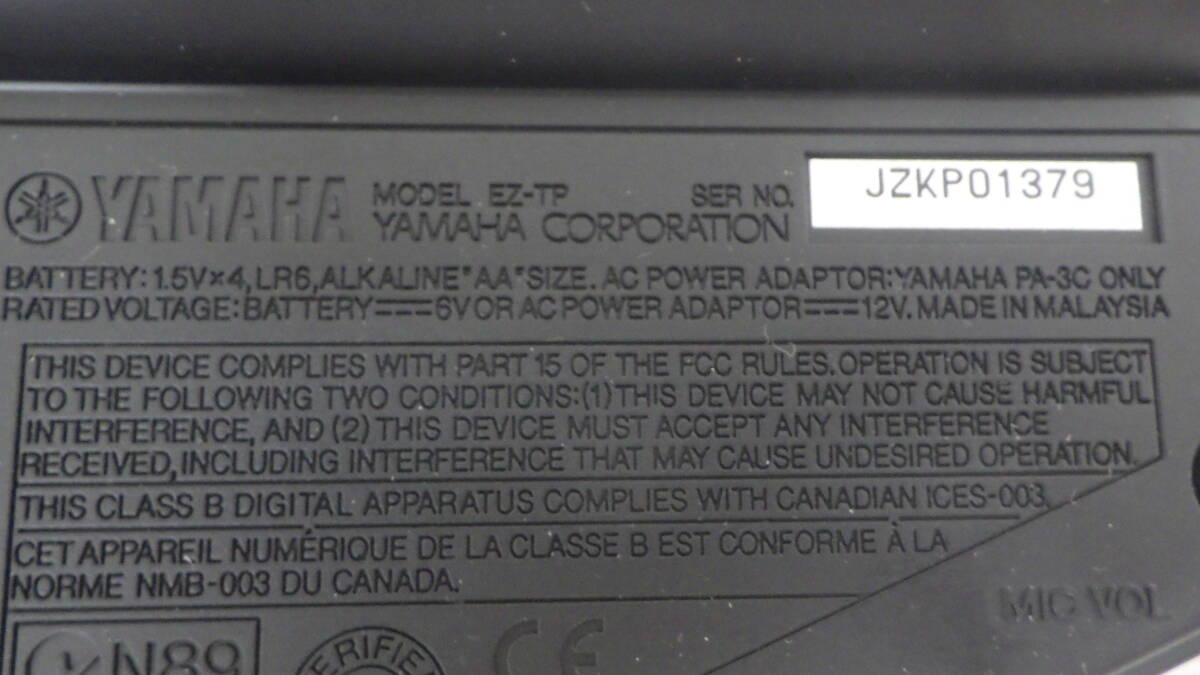 YAMAHA MODEL EZ-TP SER NO. JZKP01379
YAMAHA CORPORATION
BATTERY: 1.5V×4, LR6, ALKALINE "AA" SIZE. AC POWER ADAPTOR: YAMAHA PA-3C ONLY
RATED VOLTAGE: BATTERY ⎓ 6V OR AC POWER ADAPTOR ⎓ 12V. MADE IN MALAYSIA
THIS DEVICE COMPLIES WITH PART 15 OF THE FCC RULES. OPERATION IS SUBJECT
TO THE FOLLOWING TWO CONDITIONS: (1) THIS DEVICE MAY NOT CAUSE HARMFUL
INTERFERENCE, AND (2) THIS DEVICE MUST ACCEPT ANY INTERFERENCE
RECEIVED, INCLUDING INTERFERENCE THAT MAY CAUSE UNDESIRED OPERATION.
THIS CLASS B DIGITAL APPARATUS COMPLIES WITH CANADIAN ICES-003.
CET APPAREIL NUMÉRIQUE DE LA CLASSE B EST CONFORME À LA
NORME NMB-003 DU CANADA.
MIC VOL
N89
CE